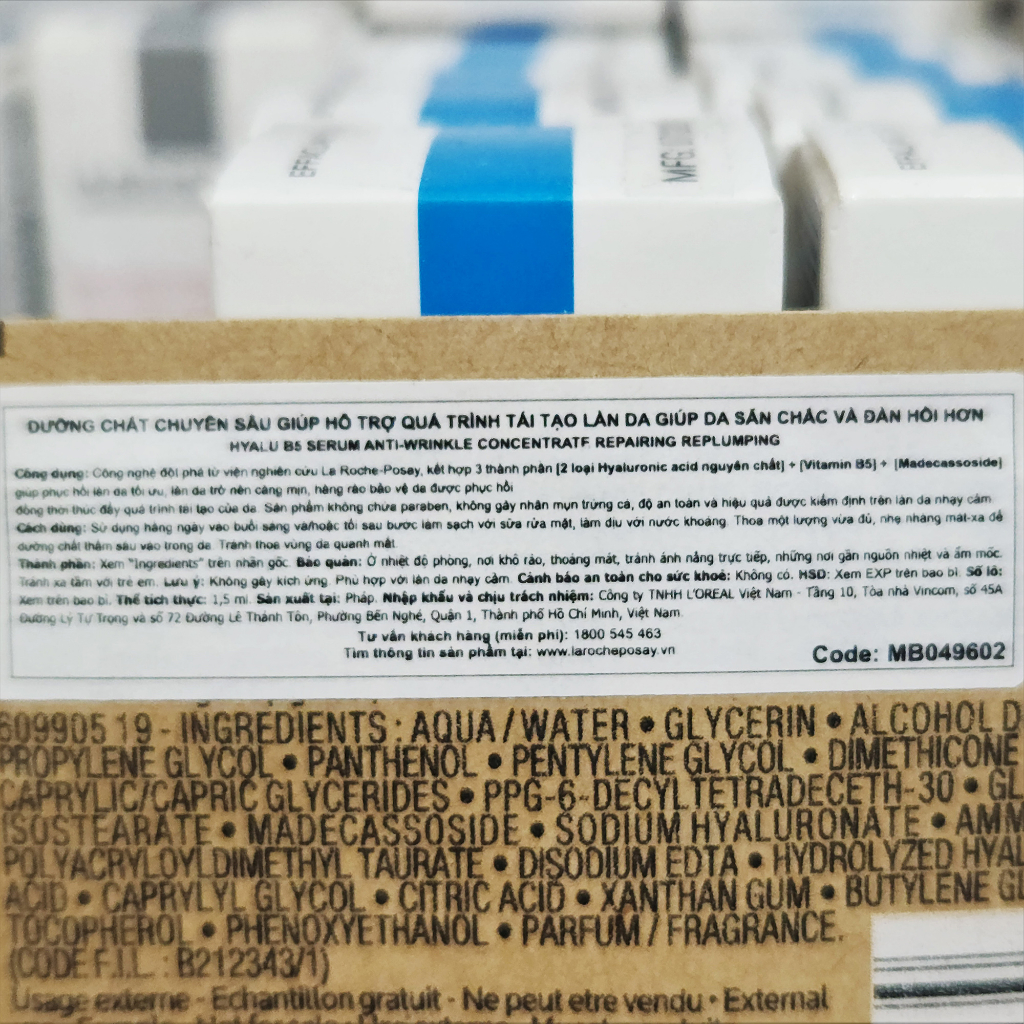 MFG.
DƯỠNG CHẤT CHUYÊN SÂU GIÚP HỖ TRỢ QUÁ TRÌNH TÁI TẠO LÀN DA GIÚP DA SĂN CHẮC VÀ ĐÀN HỒI HƠN
HYALU B5 SERUM ANTI-WRINKLE CONCENTRATE REPAIRING REPLUMPING
Công dụng: Công nghệ đột phá từ viện nghiên cứu La Roche-Posay, kết hợp 3 thành phần [2 loại Hyaluronic acid nguyên chất] + [Vitamin B5] + [Madecassoside]
giúp phục hồi làn da tối ưu, làn da trở nên căng mịn, hàng rào bảo vệ da được phục hồi
đồng thời thúc đẩy quá trình tái tạo của da. Sản phẩm không chứa paraben, không gây nhân mụn trứng cá, độ an toàn và hiệu quả được kiểm định trên làn da nhạy cảm
Cách dùng: Sử dụng hàng ngày vào buổi sáng và/hoặc tối sau bước làm sạch với sữa rửa mặt, làm dịu với nước khoáng. Thoa một lượng vừa đủ, nhẹ nhàng mát-xa để
dưỡng chất thấm sâu vào trong da. Tránh thoa vùng da quanh mắt.
Thành phần: Xem "Ingredients" trên nhãn gốc. Bảo quản: Ở nhiệt độ phòng, nơi khô ráo, thoáng mát, tránh ánh nắng trực tiếp, những nơi gần nguồn nhiệt và ẩm mốc.
Tránh xa tầm với trẻ em. Lưu ý: Không gây kích ứng. Phù hợp với làn da nhạy cảm. Cảnh báo an toàn cho sức khoẻ: Không có. HSD: Xem EXP trên bao bì. Số lô:
Xem trên bao bì. Thể tích thực: 1,5 ml. Sản xuất tại: Pháp. Nhập khẩu và chịu trách nhiệm: Công ty TNHH L'OREAL Việt Nam - Tầng 10, Tòa nhà Vincom, số 45A
Đường Lý Tự Trọng và số 72 Đường Lê Thánh Tôn, Phường Bến Nghé, Quận 1, Thành phố Hồ Chí Minh, Việt Nam.
Tư vấn khách hàng (miễn phí): 1800 545 463
Tìm thông tin sản phẩm tại: www.larocheposay.vn
Code: MB049602
609905 19 - INGREDIENTS : AQUA / WATER • GLYCERIN • ALCOHOL D
PROPYLENE GLYCOL • PANTHENOL • PENTYLENE GLYCOL • DIMETHICONE
CAPRYLIC/CAPRIC GLYCERIDES • PPG-6-DECYLTETRADECETH-30 • GL
ISOSTEARATE • MADECASSOSIDE • SODIUM HYALURONATE • AMM
POLYACRYLOYLDIMETHYL TAURATE • DISODIUM EDTA • HYDROLYZED HYAL
ACID • CAPRYLYL GLYCOL • CITRIC ACID • XANTHAN GUM • BUTYLENE GL
TOCOPHEROL • PHENOXYETHANOL • PARFUM / FRAGRANCE.
(CODE F.I.L. : B212343/1)
Usage externe - Echantillon gratuit - Ne peut etre vendu • External